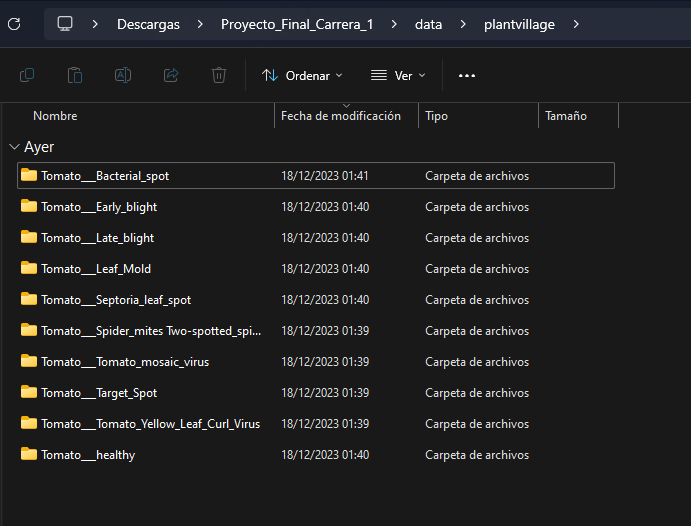 Descargas > Proyecto_Final_Carrera_1 > data > plantvillage >
Ordenar Ver ...
Nombre Fecha de modificación Tipo Tamaño
Ayer
Tomato___Bacterial_spot 18/12/2023 01:41 Carpeta de archivos
Tomato___Early_blight 18/12/2023 01:40 Carpeta de archivos
Tomato___Late_blight 18/12/2023 01:40 Carpeta de archivos
Tomato___Leaf_Mold 18/12/2023 01:40 Carpeta de archivos
Tomato___Septoria_leaf_spot 18/12/2023 01:40 Carpeta de archivos
Tomato___Spider_mites Two-spotted_spi... 18/12/2023 01:39 Carpeta de archivos
Tomato___Tomato_mosaic_virus 18/12/2023 01:39 Carpeta de archivos
Tomato___Target_Spot 18/12/2023 01:39 Carpeta de archivos
Tomato___Tomato_Yellow_Leaf_Curl_Virus 18/12/2023 01:39 Carpeta de archivos
Tomato___healthy 18/12/2023 01:40 Carpeta de archivos